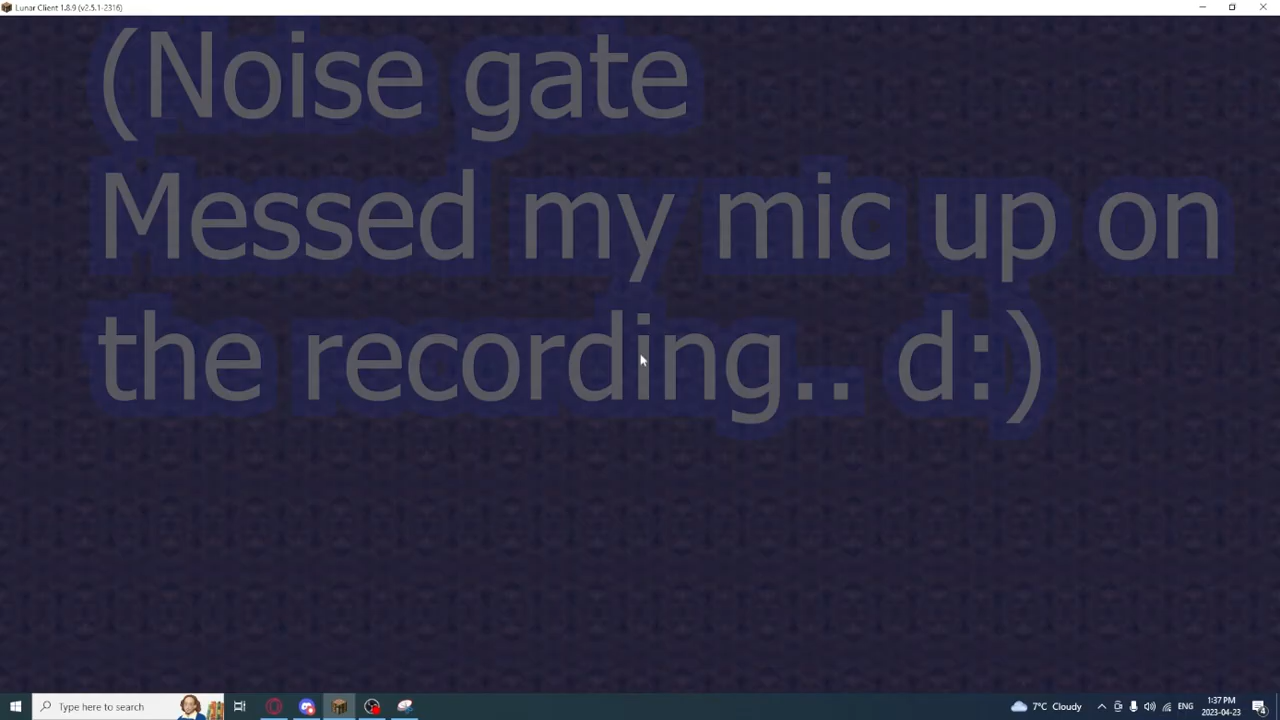 Lunar Client 1.8.9 (v2.5.1-2316)
(Noise gate
Messed my mic up on
the recording.. d:)
Type here to search
7°C Cloudy
ENG
1:37 PM
2023-04-23
4